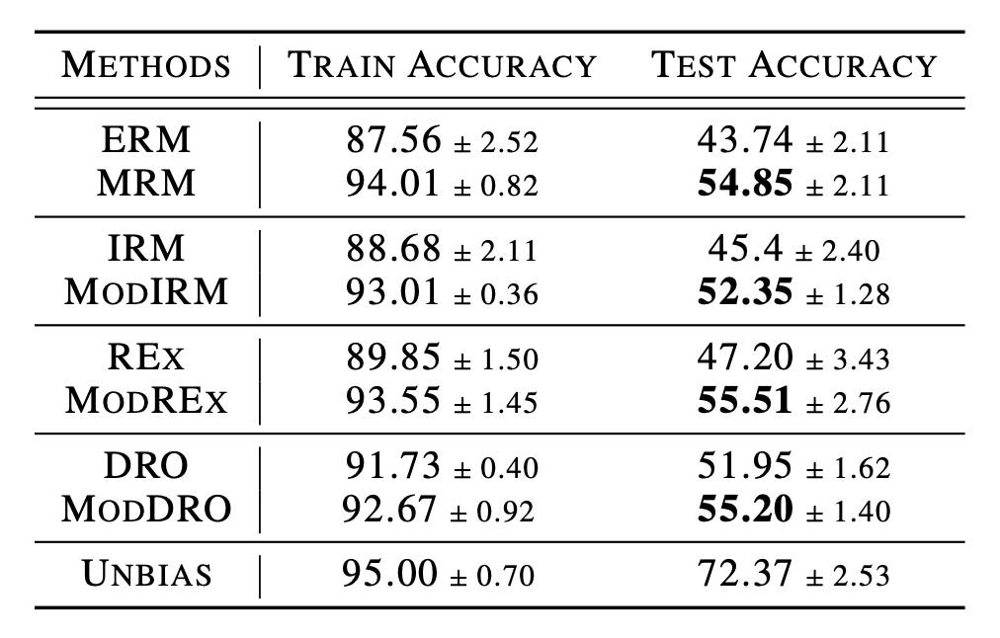 METHODS TRAIN ACCURACY TEST ACCURACY
ERM 87.56 ± 2.52 43.74 ± 2.11
MRM 94.01 ± 0.82 54.85 ± 2.11
IRM 88.68 ± 2.11 45.4 ± 2.40
MODIRM 93.01 ± 0.36 52.35 ± 1.28
REX 89.85 ± 1.50 47.20 ± 3.43
MODREX 93.55 ± 1.45 55.51 ± 2.76
DRO 91.73 ± 0.40 51.95 ± 1.62
MODDRO 92.67 ± 0.92 55.20 ± 1.40
UNBIAS 95.00 ± 0.70 72.37 ± 2.53